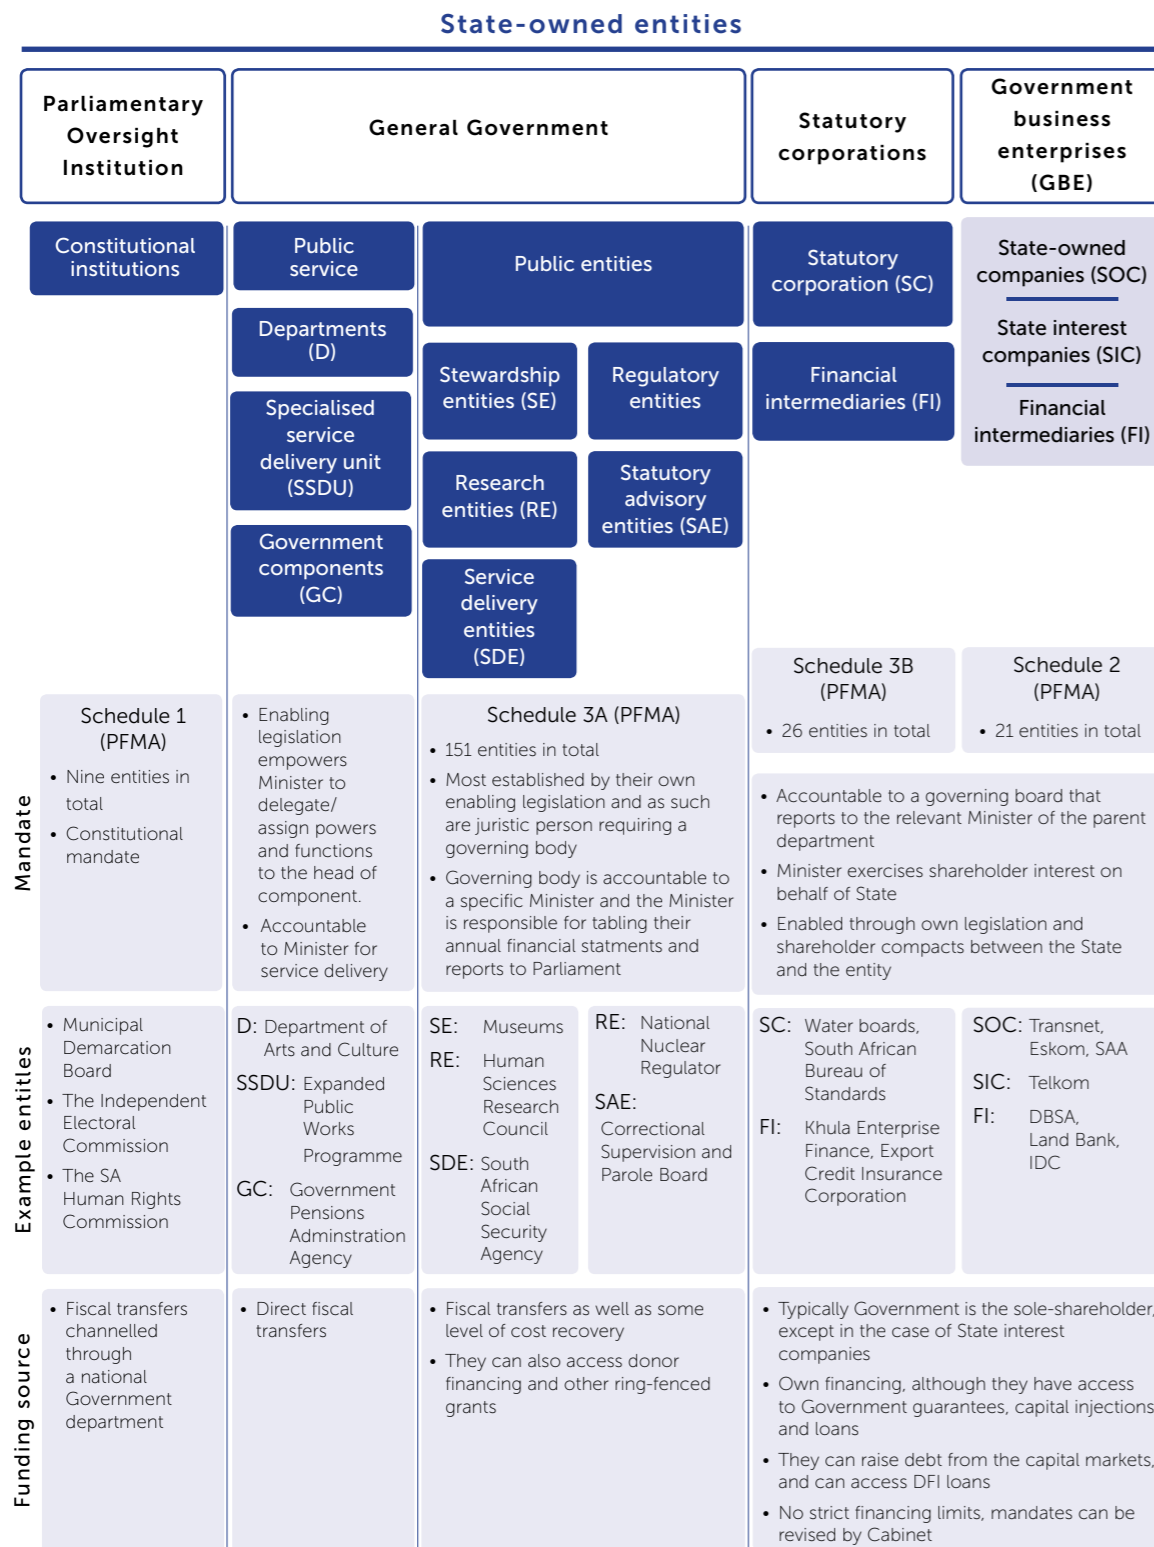 State-owned entities
Parliamentary
Oversight
Institution
General Government
Statutory
corporations
Government
business
enterprises
(GBE)
Constitutional
institutions
Public
service
Public entities
Statutory
corporation (SC)
State-owned
companies (SOC)
State interest
companies (SIC)
Financial
intermediaries (FI)
Departments
(D)
Specialised
service
delivery unit
(SSDU)
Government
components
(GC)
Stewardship
entities (SE)
Regulatory
entities
Research
entities (RE)
Statutory
advisory
entities (SAE)
Service
delivery
entities
(SDE)
Financial
intermediaries (FI)
Mandate
Schedule 1
(PFMA)
• Nine entities in
total
• Constitutional
mandate
• Enabling
legislation
empowers
Minister to
delegate/
assign powers
and functions
to the head of
component.
• Accountable
to Minister for
service delivery
Schedule 3A (PFMA)
• 151 entities in total
• Most established by their own
enabling legislation and as such
are juristic person requiring a
governing body
• Governing body is accountable to
a specific Minister and the Minister
is responsible for tabling their
annual financial statments and
reports to Parliament
Schedule 3B
(PFMA)
• 26 entities in total
Schedule 2
(PFMA)
• 21 entities in total
• Accountable to a governing board that
reports to the relevant Minister of the parent
department
• Minister exercises shareholder interest on
behalf of State
• Enabled through own legislation and
shareholder compacts between the State
and the entity
Example entities
• Municipal
Demarcation
Board
• The Independent
Electoral
Commission
• The SA
Human Rights
Commission
D: Department of
Arts and Culture
SSDU: Expanded
Public
Works
Programme
GC: Government
Pensions
Adminstration
Agency
SE: Museums
RE: Human
Sciences
Research
Council
SDE: South
African
Social
Security
Agency
RE: National
Nuclear
Regulator
SAE:
Correctional
Supervision and
Parole Board
SC: Water boards,
South African
Bureau of
Standards
FI: Khula Enterprise
Finance, Export
Credit Insurance
Corporation
SOC: Transnet,
Eskom, SAA
SIC: Telkom
FI: DBSA,
Land Bank,
IDC
Funding source
• Fiscal transfers
channelled
through
a national
Government
department
• Direct fiscal
transfers
• Fiscal transfers as well as some
level of cost recovery
• They can also access donor
financing and other ring-fenced
grants
• Typically Government is the sole-shareholder,
except in the case of State interest
companies
• Own financing, although they have access
to Government guarantees, capital injections
and loans
• They can raise debt from the capital markets,
and can access DFI loans
• No strict financing limits, mandates can be
revised by Cabinet